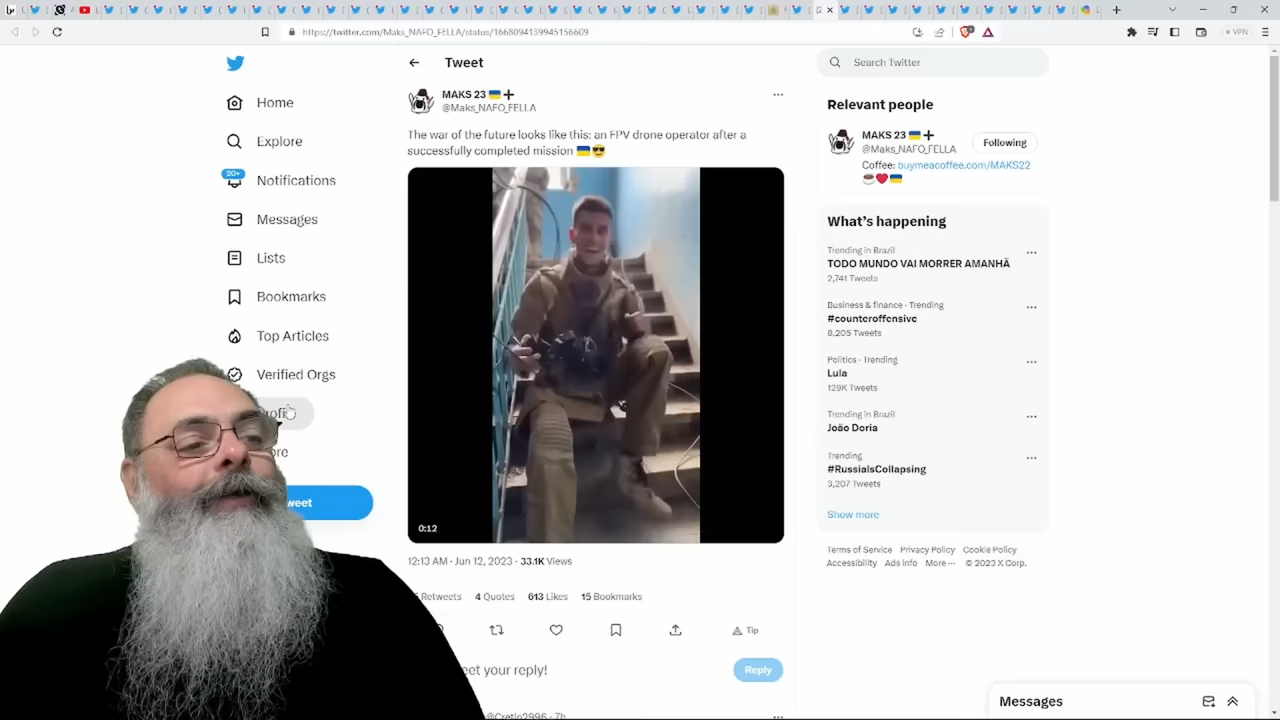 https://twitter.com/Maks_NAFO_FELLA/status/1668094139945156609
VPN
Home
Explore
20+
Notifications
Messages
Lists
Bookmarks
Top Articles
Verified Orgs
Tweet
MAKS 23
@Maks_NAFO_FELLA
The war of the future looks like this: an FPV drone operator after a
successfully completed mission
0:12
12:13 AM · Jun 12, 2023 · 33.1K Views
Retweets 4 Quotes 613 Likes 15 Bookmarks
Tip
your reply!
Reply
@Cretin2996 · 7h
Search Twitter
Relevant people
MAKS 23
@Maks_NAFO_FELLA
Following
Coffee: buymeacoffee.com/MAKS22
What's happening
Trending in Brazil
TODO MUNDO VAI MORRER AMANHÃ
2,741 Tweets
Business & finance · Trending
#counteroffensive
8,205 Tweets
Politics · Trending
Lula
129K Tweets
Trending in Brazil
João Doria
Trending
#RussiaIsCollapsing
3,207 Tweets
Show more
Terms of Service Privacy Policy Cookie Policy
Accessibility Ads info More ··· © 2023 X Corp.
Messages